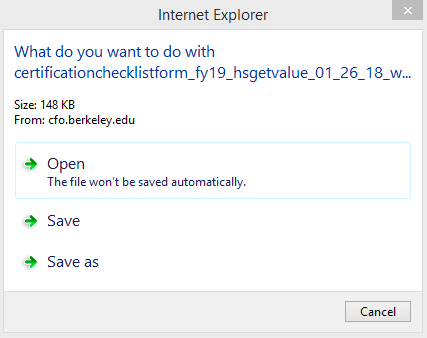 Internet Explorer
What do you want to do with
certificationchecklistform_fy19_hsgetvalue_01_26_18_w...
Size: 148 KB
From: cfo.berkeley.edu
Open
The file won't be saved automatically.
Save
Save as
Cancel